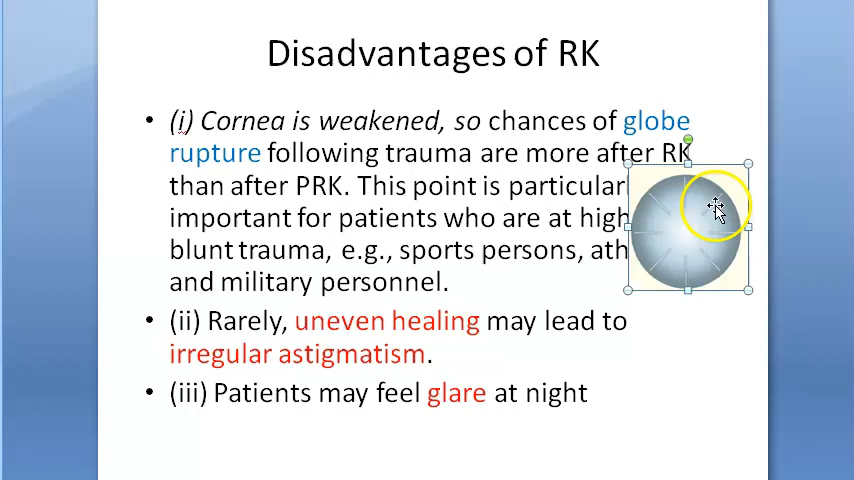 Disadvantages of RK
• (i) Cornea is weakened, so chances of globe
rupture following trauma are more after RK
than after PRK. This point is particularl
important for patients who are at high
blunt trauma, e.g., sports persons, ath
and military personnel.
• (ii) Rarely, uneven healing may lead to
irregular astigmatism.
• (iii) Patients may feel glare at night